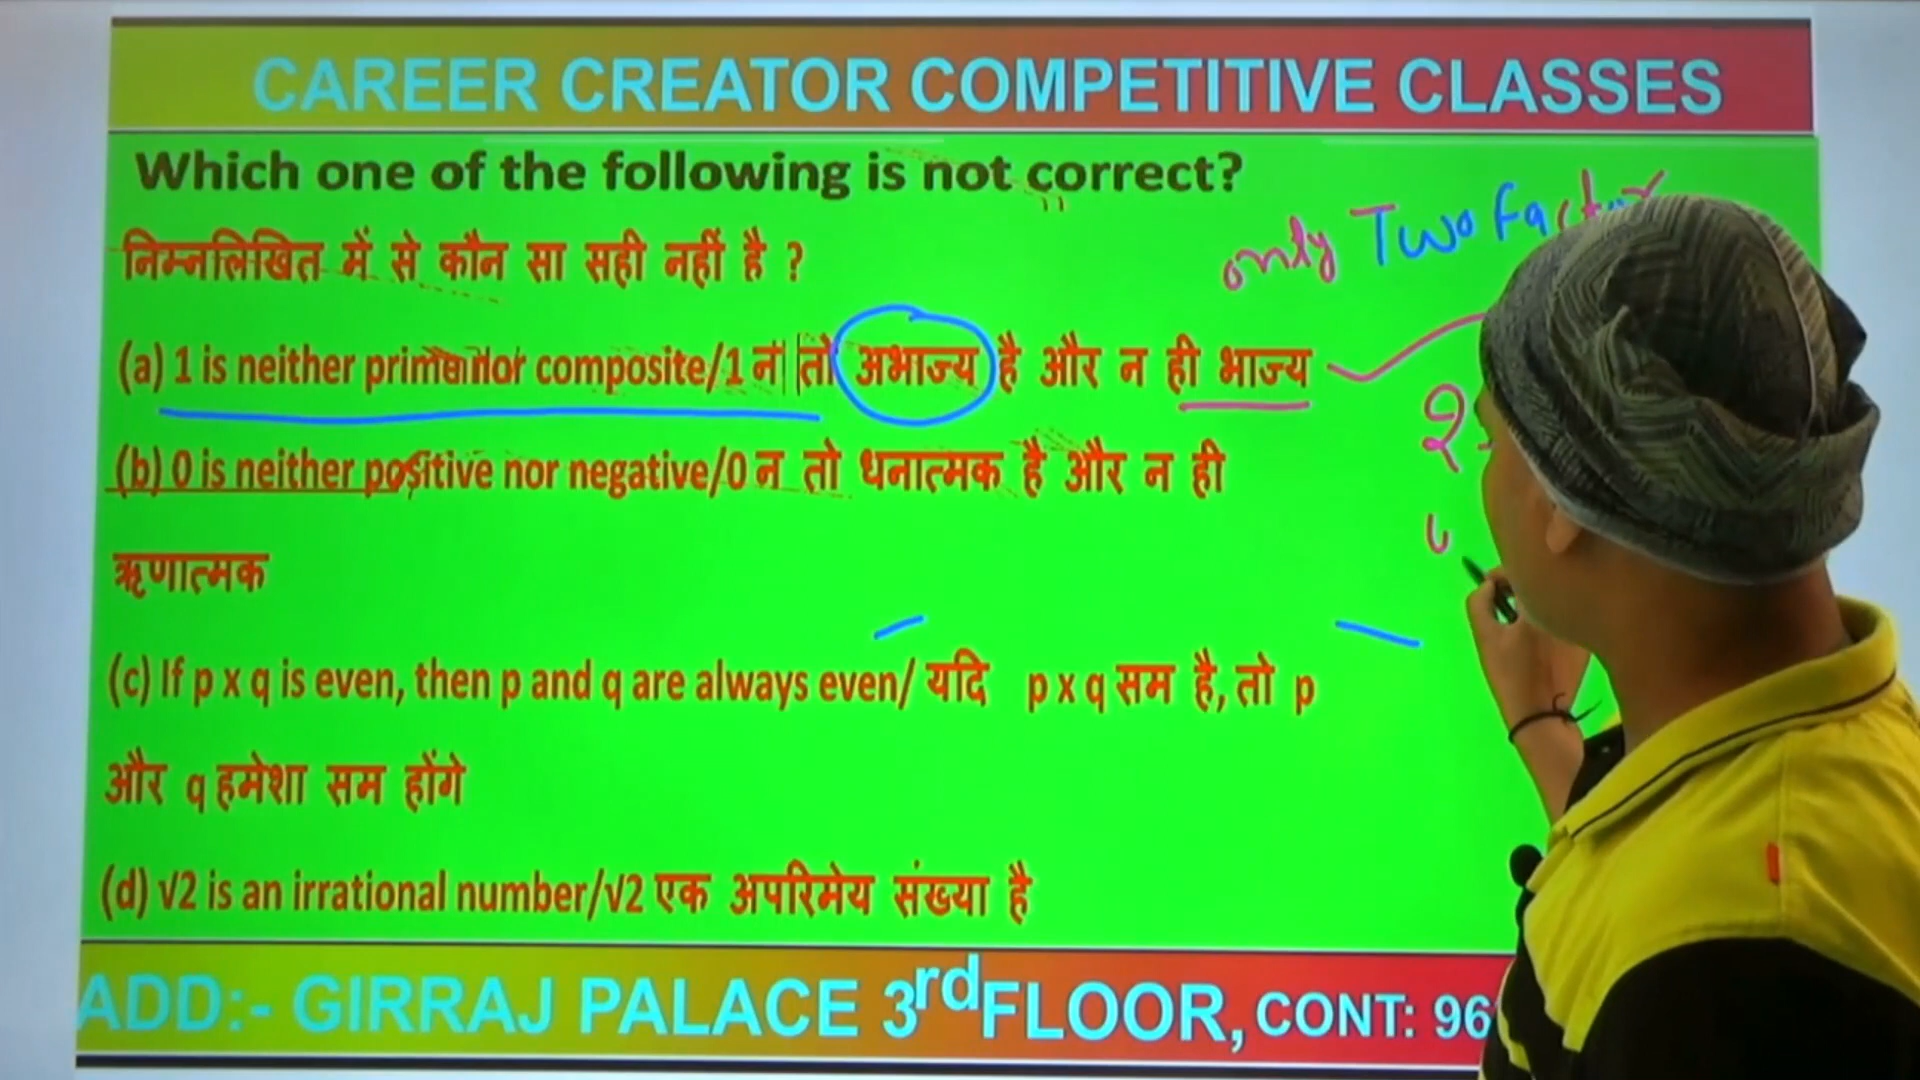 CAREER CREATOR COMPETITIVE CLASSES
Which one of the following is not correct?
only Two Factor
निम्नलिखित में से कौन सा सही नहीं है ?
(a) 1 is neither prime nor composite/1 न तो अभाज्य है और न ही भाज्य
2
(b) 0 is neither positive nor negative/0 न तो धनात्मक है और न ही
ऋणात्मक
(c) If p x q is even, then p and q are always even/ यदि p x q सम है, तो p
और q हमेशा सम होंगे
(d) √2 is an irrational number/√2 एक अपरिमेय संख्या है
ADD:- GIRRAJ PALACE 3rd FLOOR, CONT: 96